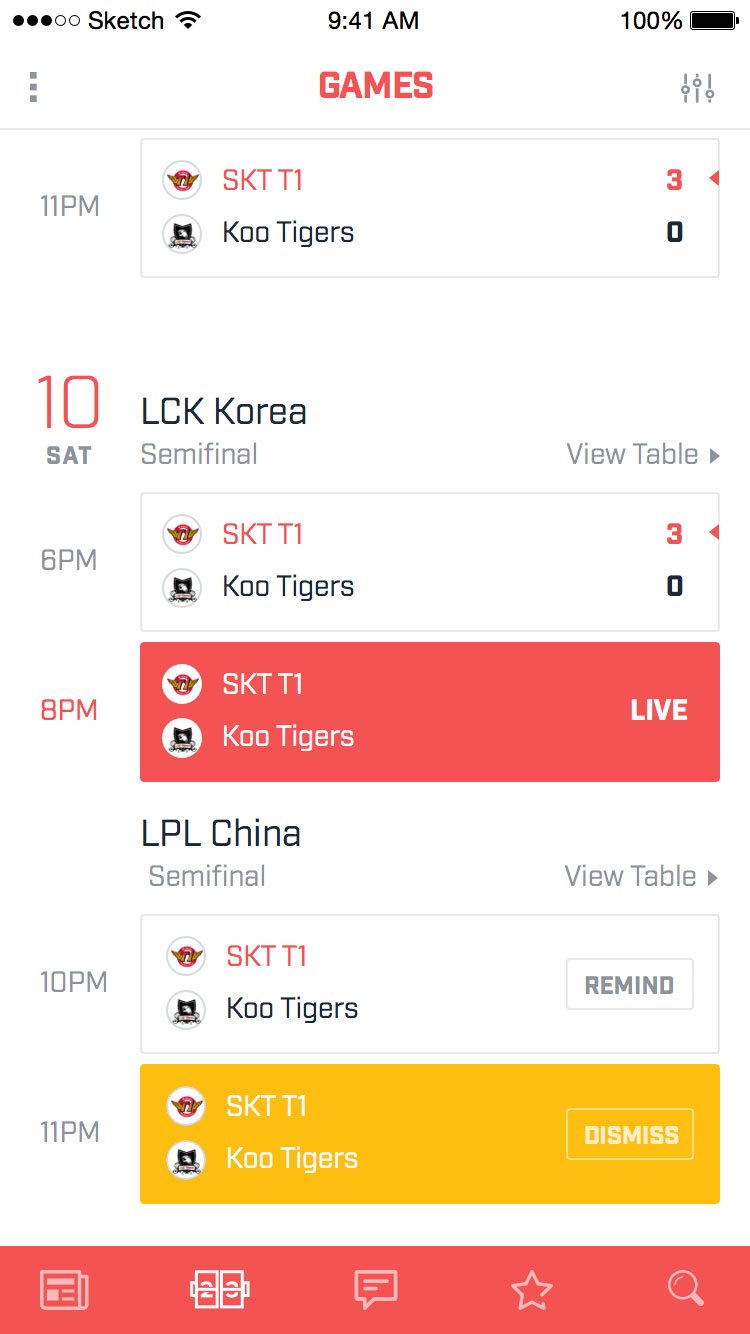 Sketch 9:41 AM 100%
GAMES
11PM
SKT T1 3
Koo Tigers 0
10
SAT
LCK Korea
Semifinal View Table
6PM
SKT T1 3
Koo Tigers 0
8PM
SKT T1
Koo Tigers
LIVE
LPL China
Semifinal View Table
10PM
SKT T1
Koo Tigers
REMIND
11PM
SKT T1
Koo Tigers
DISMISS
2 3